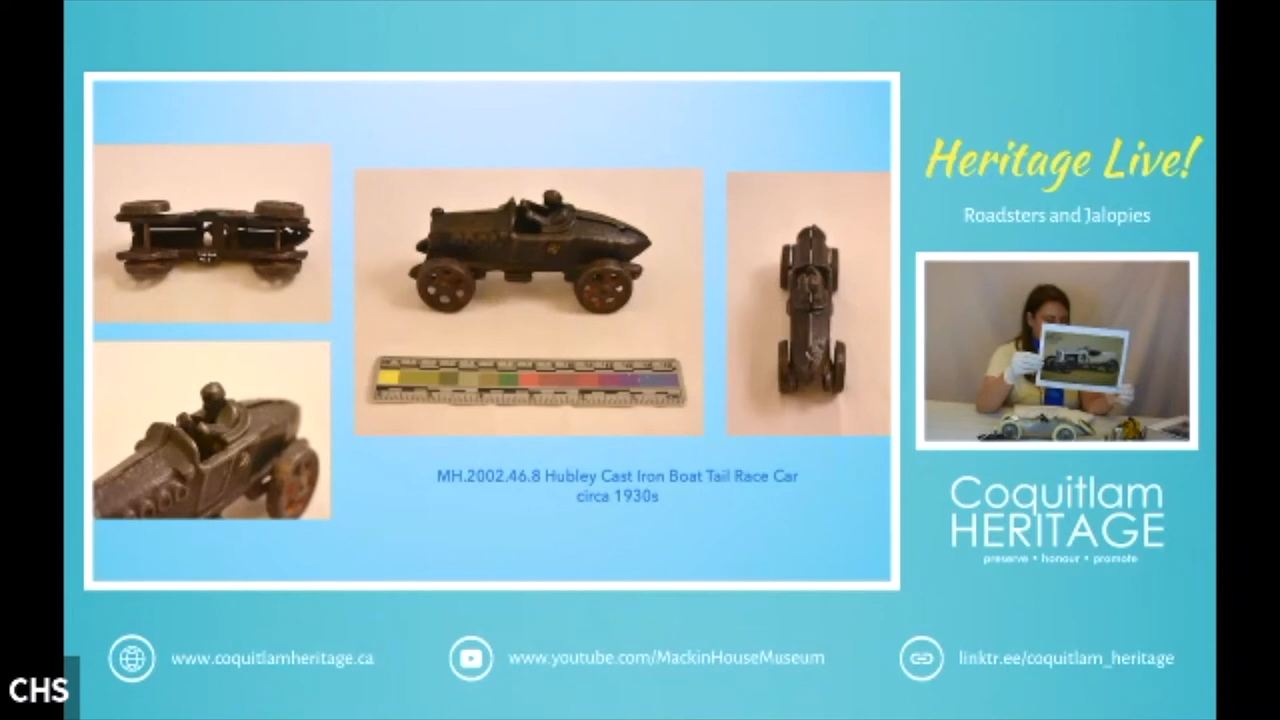 Heritage Live!
Roadsters and Jalopies
MH.2002.46.8 Hubley Cast Iron Boat Tail Race Car
circa 1930s
Coquitlam
HERITAGE
preserve • honour • promote
www.coquitlamheritage.ca
www.youtube.com/MackinHouseMuseum
linktr.ee/coquitlam_heritage
CHS